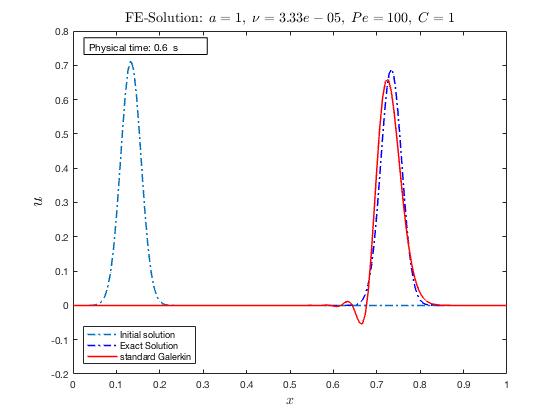 FE-Solution: a = 1, ν = 3.33e − 05, Pe = 100, C = 1
0.8
Physical time: 0.6 s
0.7
0.6
0.5
0.4
0.3
u
0.2
0.1
0
-0.1
Initial solution
Exact Solution
standard Galerkin
-0.2
0 0.1 0.2 0.3 0.4 0.5 0.6 0.7 0.8 0.9 1
x